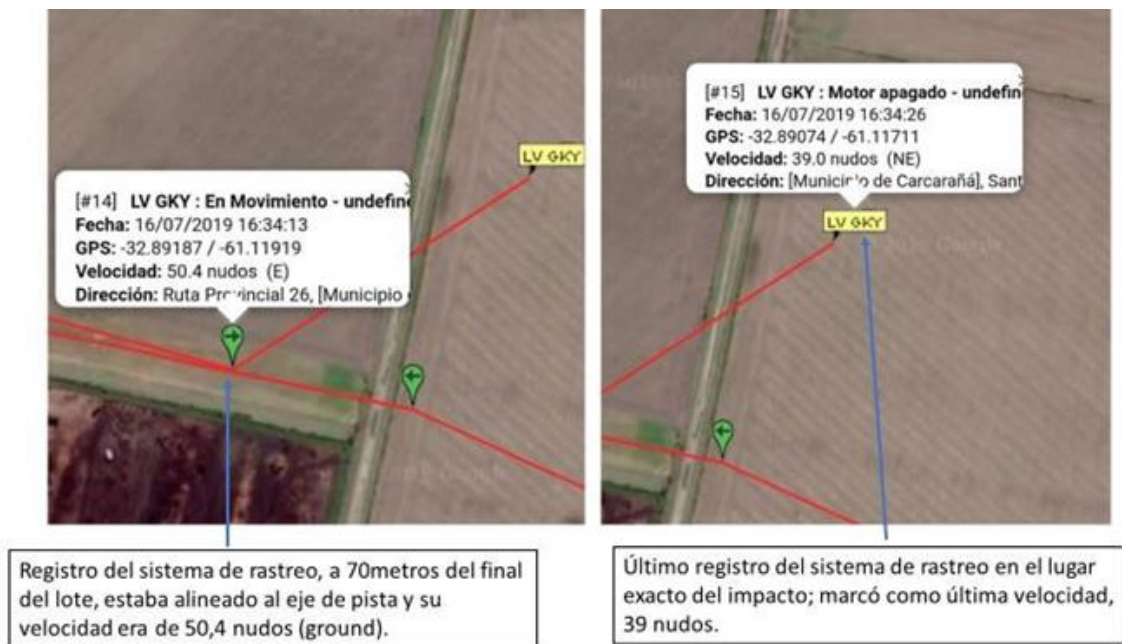 [#14] LV GKY : En Movimiento - undefine
Fecha: 16/07/2019 16:34:13
GPS: -32.89187 / -61.11919
Velocidad: 50.4 nudos (E)
Dirección: Ruta Provincial 26, [Municipio
LV GKY
[#15] LV GKY : Motor apagado - undefin
Fecha: 16/07/2019 16:34:26
GPS: -32.89074 / -61.11711
Velocidad: 39.0 nudos (NE)
Dirección: [Municipio de Carcarañá], Sant
LV GKY
Registro del sistema de rastreo, a 70metros del final
del lote, estaba alineado al eje de pista y su
velocidad era de 50,4 nudos (ground).
Último registro del sistema de rastreo en el lugar
exacto del impacto; marcó como última velocidad,
39 nudos.